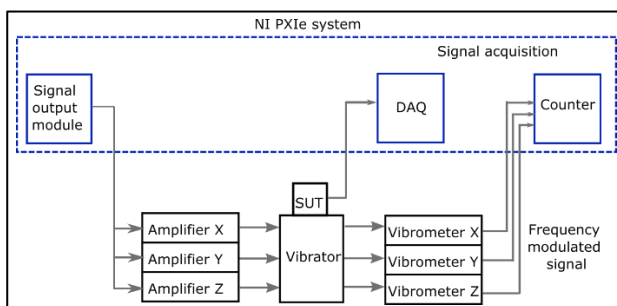 NI PXIe system
Signal acquisition
Signal
output
module
DAQ
Counter
SUT
Amplifier X
Amplifier Y
Amplifier Z
Vibrator
Vibrometer X
Vibrometer Y
Vibrometer Z
Frequency
modulated
signal